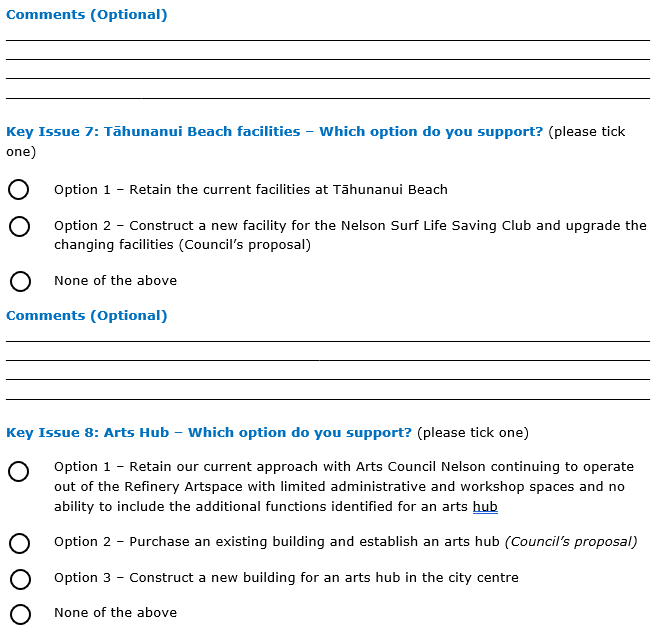 Comments (Optional)
Key Issue 7: Tāhunanui Beach facilities – Which option do you support? (please tick
one)
Option 1 – Retain the current facilities at Tāhunanui Beach
Option 2 – Construct a new facility for the Nelson Surf Life Saving Club and upgrade the
changing facilities (Council's proposal)
None of the above
Comments (Optional)
Key Issue 8: Arts Hub – Which option do you support? (please tick one)
Option 1 – Retain our current approach with Arts Council Nelson continuing to operate
out of the Refinery Artspace with limited administrative and workshop spaces and no
ability to include the additional functions identified for an arts hub
Option 2 – Purchase an existing building and establish an arts hub (Council's proposal)
Option 3 – Construct a new building for an arts hub in the city centre
None of the above